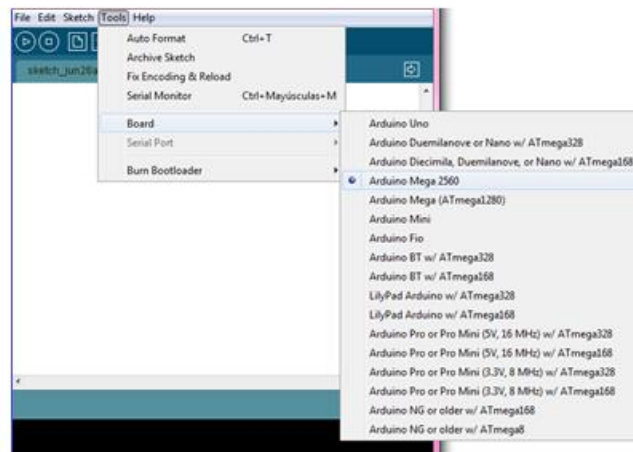 File Edit Sketch Tools Help
sketch_jun28a
Auto Format Ctrl+T
Archive Sketch
Fix Encoding & Reload
Serial Monitor Ctrl+Mayúsculas+M
Board
Serial Port
Burn Bootloader
Arduino Uno
Arduino Duemilanove or Nano w/ ATmega328
Arduino Diecimila, Duemilanove, or Nano w/ ATmega168
Arduino Mega 2560
Arduino Mega (ATmega1280)
Arduino Mini
Arduino Fio
Arduino BT w/ ATmega328
Arduino BT w/ ATmega168
LilyPad Arduino w/ ATmega328
LilyPad Arduino w/ ATmega168
Arduino Pro or Pro Mini (5V, 16 MHz) w/ ATmega328
Arduino Pro or Pro Mini (5V, 16 MHz) w/ ATmega168
Arduino Pro or Pro Mini (3.3V, 8 MHz) w/ ATmega328
Arduino Pro or Pro Mini (3.3V, 8 MHz) w/ ATmega168
Arduino NG or older w/ ATmega168
Arduino NG or older w/ ATmega8